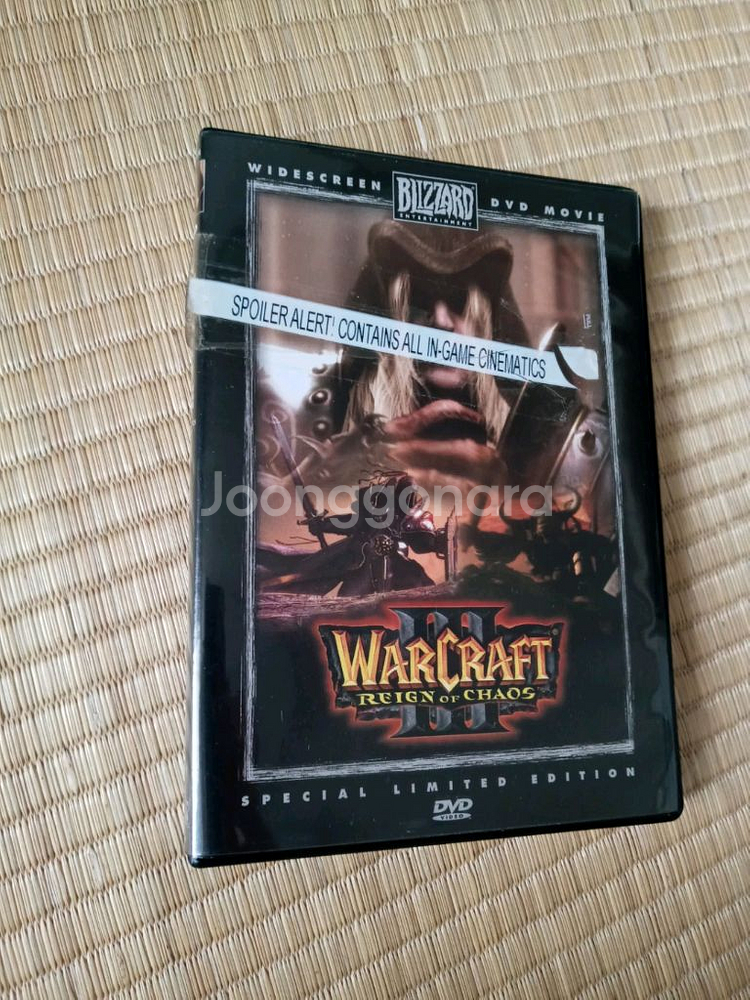 WIDESCREEN
BLIZZARD
ENTERTAINMENT
DVD MOVIE
SPOILER ALERT! CONTAINS ALL IN-GAME CINEMATICS
Joonggonara
III
WARCRAFT
REIGN OF CHAOS
SPECIAL LIMITED EDITION
DVD
VIDEO